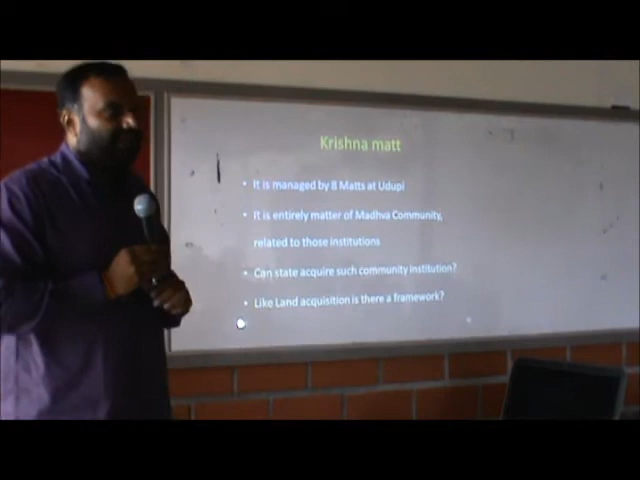 Krishna matt
• It is managed by 8 Matts at Udupi
• It is entirely matter of Madhva Community,
related to those institutions
• Can state acquire such community institution?
• Like Land acquisition is there a framework?